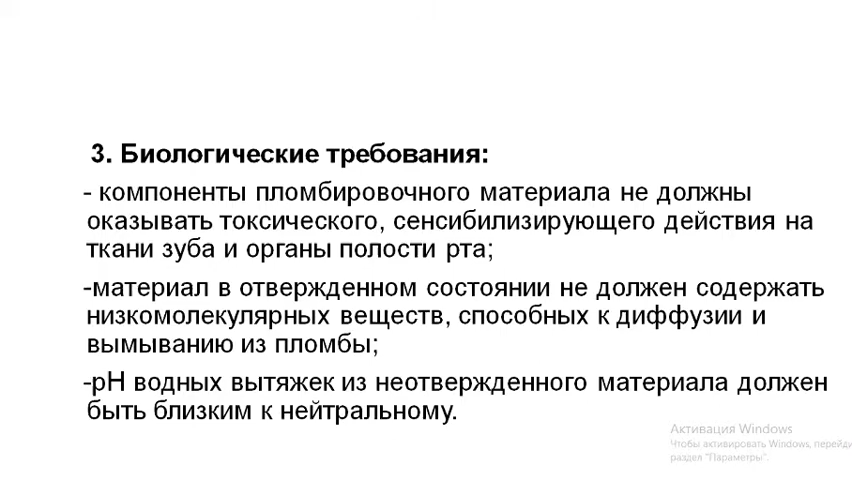 3. Биологические требования:
- компоненты пломбировочного материала не должны
оказывать токсического, сенсибилизирующего действия на
ткани зуба и органы полости рта;
-материал в отвержденном состоянии не должен содержать
низкомолекулярных веществ, способных к диффузии и
вымыванию из пломбы;
-рН водных вытяжек из неотвержденного материала должен
быть близким к нейтральному.
Активация Windows
Чтобы активировать Windows, перейду
раздел "Параметры".